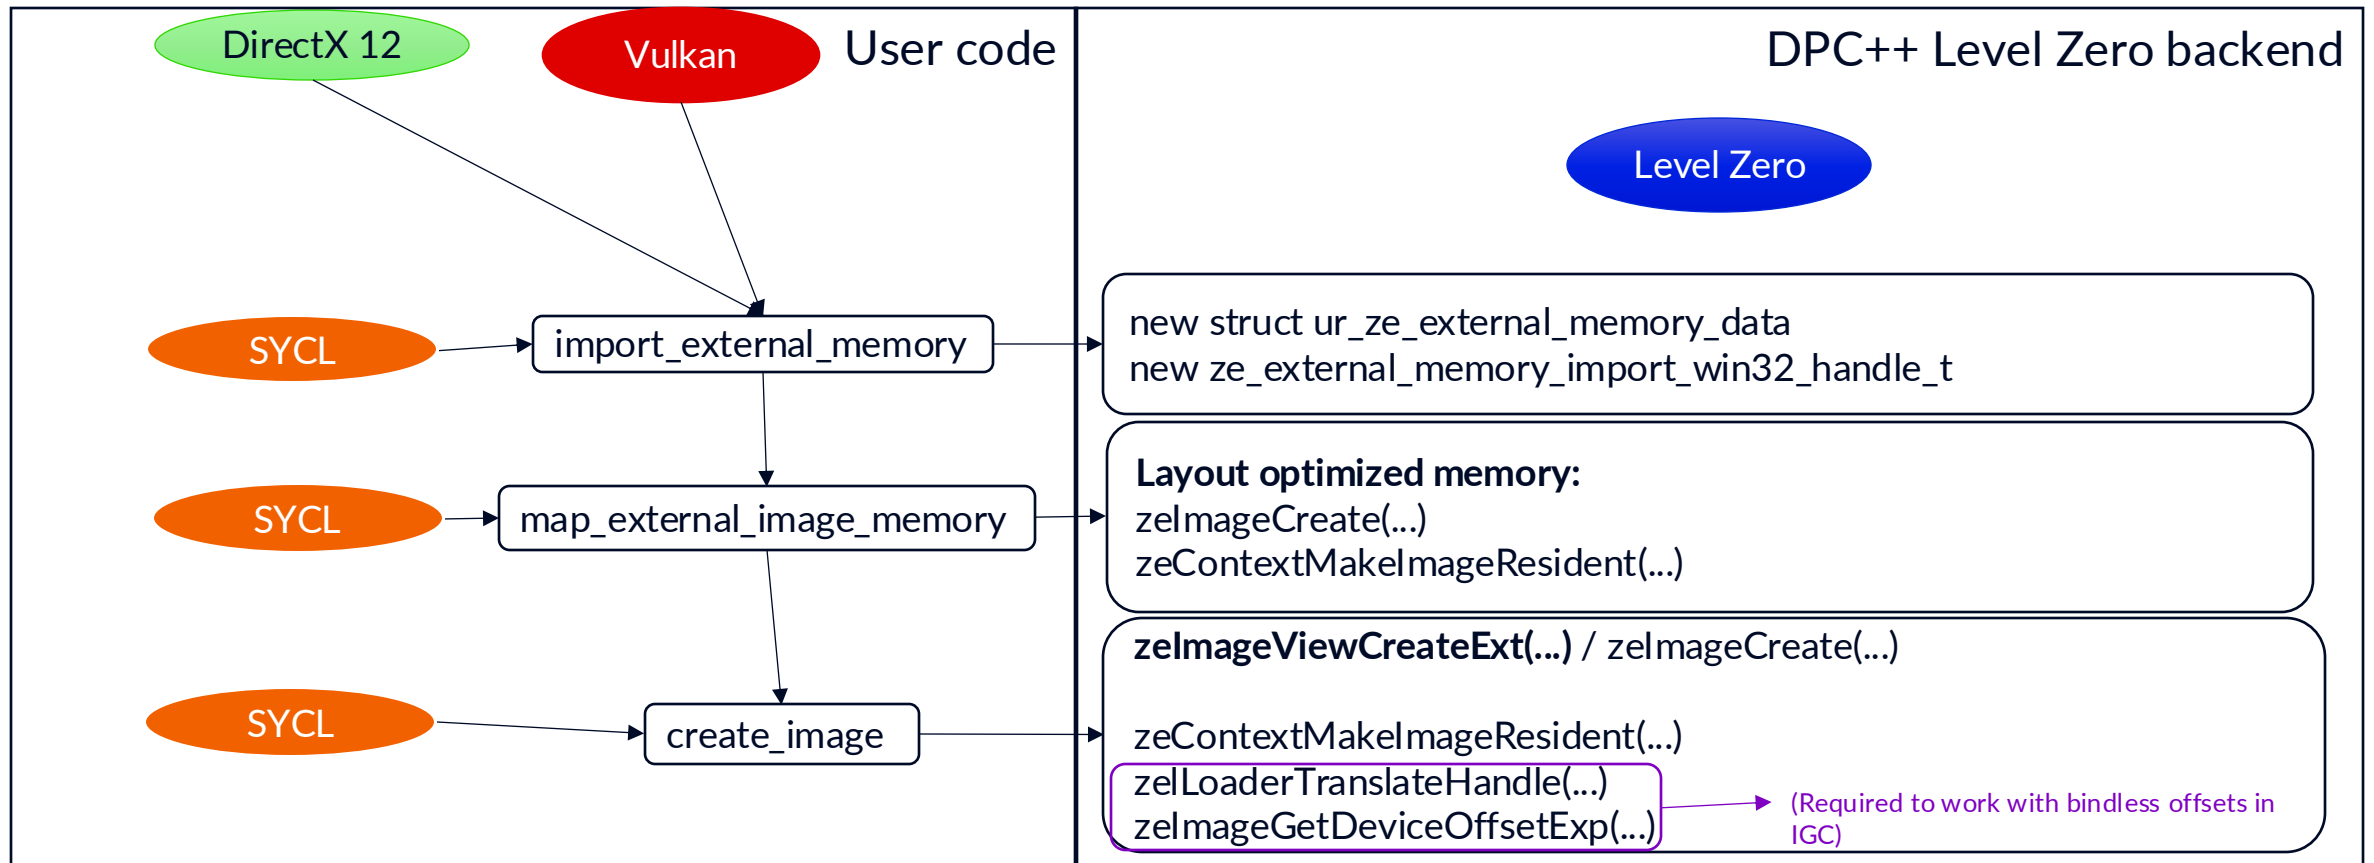 DirectX 12
Vulkan
User code
DPC++ Level Zero backend
Level Zero
SYCL
import_external_memory
new struct ur_ze_external_memory_data
new ze_external_memory_import_win32_handle_t
SYCL
map_external_image_memory
Layout optimized memory:
zeImageCreate(...)
zeContextMakeImageResident(...)
SYCL
create_image
zeImageViewCreateExt(...) / zeImageCreate(...)
zeContextMakeImageResident(...)
zelLoaderTranslateHandle(...)
zeImageGetDeviceOffsetExp(...)
(Required to work with bindless offsets in
IGC)